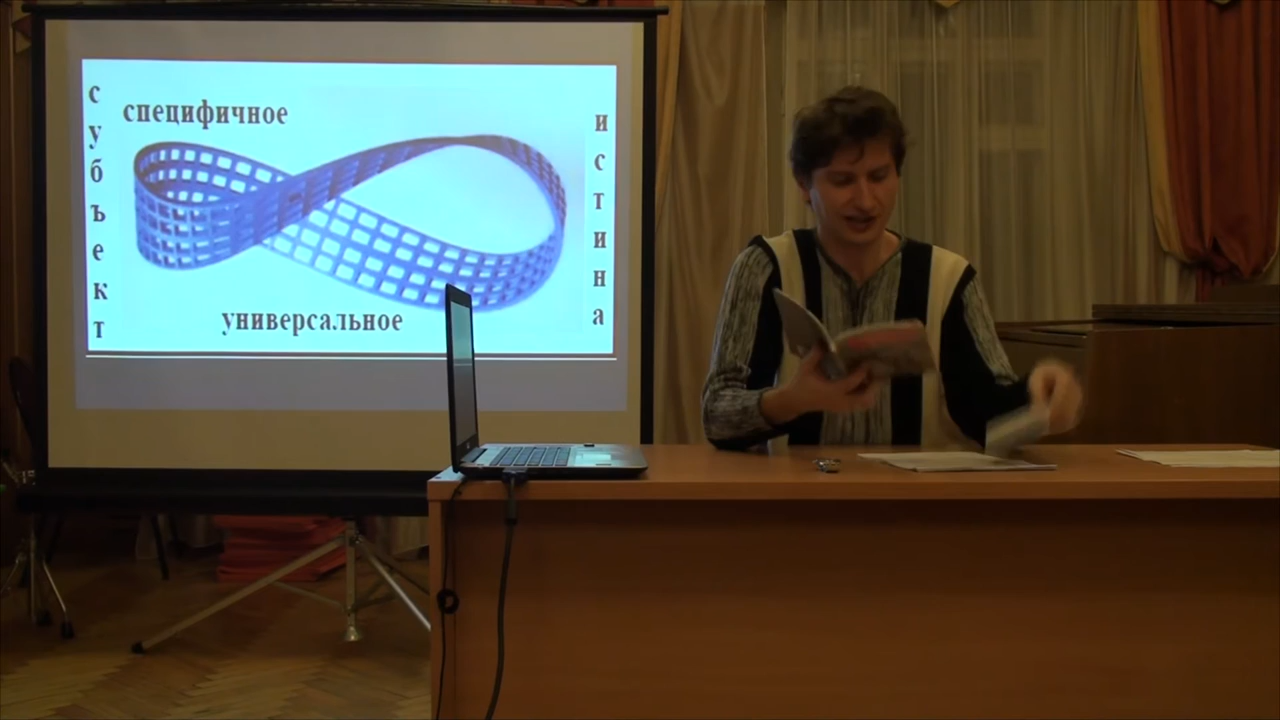 субъект
специфичное
универсальное
истина